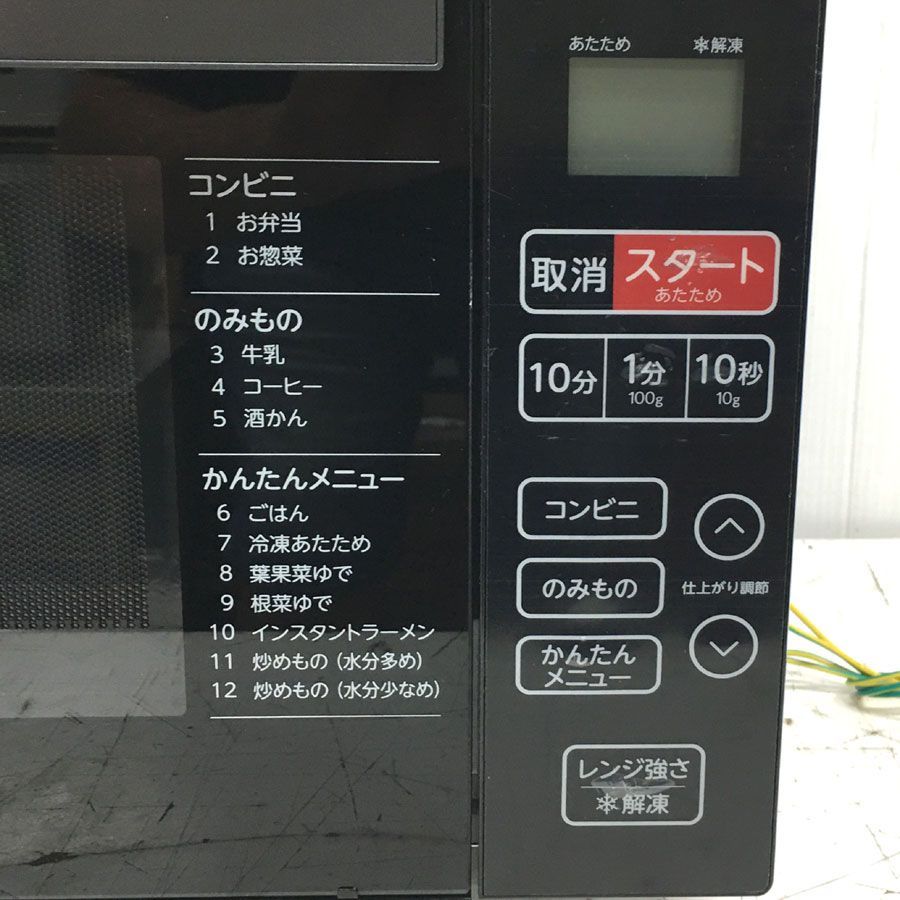 コンビニ
1 お弁当
2 お惣菜
のみもの
3 牛乳
4 コーヒー
5 酒かん
かんたんメニュー
6 ごはん
7 冷凍あたため
8 葉果菜ゆで
9 根菜ゆで
10 インスタントラーメン
11 炒めもの (水分多め)
12 炒めもの (水分少なめ)
あたため ❄解凍
取消 スタート
あたため
10分 1分 10秒
100g 10g
コンビニ
のみもの
仕上がり調節
かんたん
メニュー
レンジ強さ
❄解凍